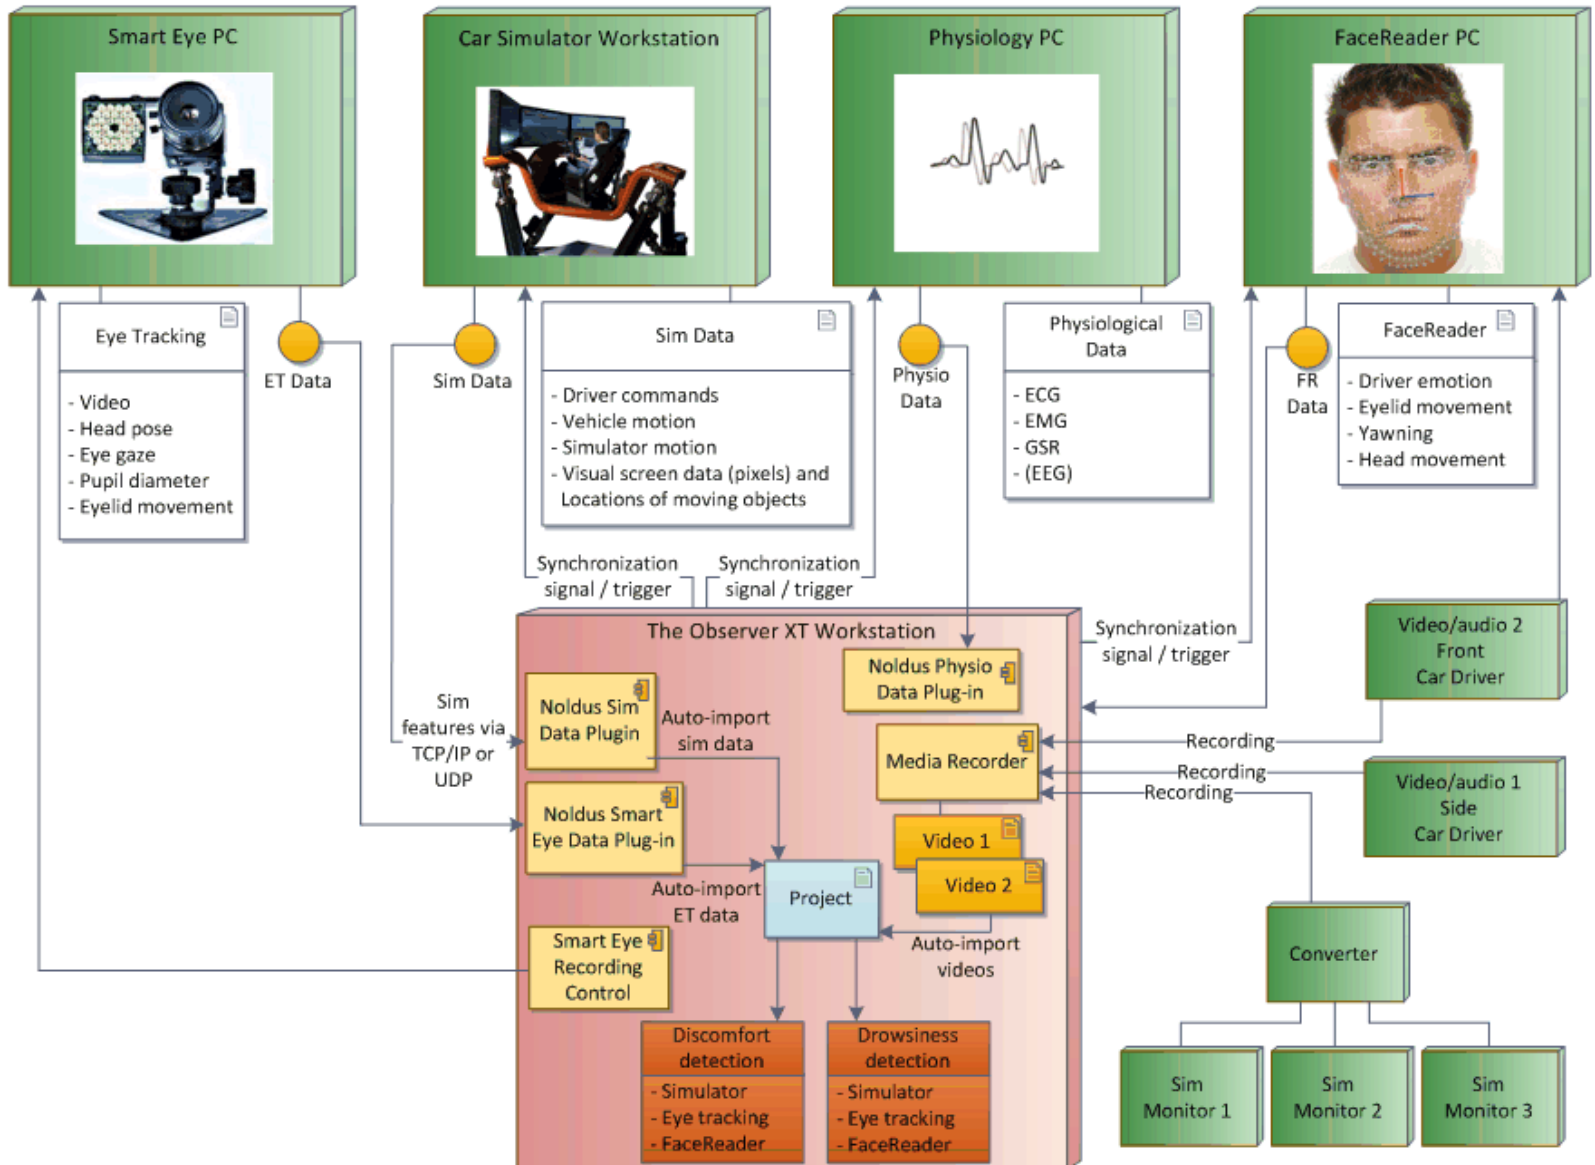 Smart Eye PC
Car Simulator Workstation
Physiology PC
FaceReader PC
Eye Tracking
- Video
- Head pose
- Eye gaze
- Pupil diameter
- Eyelid movement
ET Data
Sim Data
Sim Data
- Driver commands
- Vehicle motion
- Simulator motion
- Visual screen data (pixels) and
Locations of moving objects
Physio
Data
Physiological
Data
- ECG
- EMG
- GSR
- (EEG)
FR
Data
FaceReader
- Driver emotion
- Eyelid movement
- Yawning
- Head movement
Synchronization
signal / trigger
Synchronization
signal / trigger
Synchronization
signal / trigger
The Observer XT Workstation
Noldus Physio
Data Plug-in
Video/audio 2
Front
Car Driver
Sim
features via
TCP/IP or
UDP
Noldus Sim
Data Plugin
Auto-import
sim data
Media Recorder
Recording
Recording
Recording
Video/audio 1
Side
Car Driver
Noldus Smart
Eye Data Plug-in
Video 1
Video 2
Auto-import
ET data
Project
Auto-import
videos
Smart Eye
Recording
Control
Converter
Discomfort
detection
- Simulator
- Eye tracking
- FaceReader
Drowsiness
detection
- Simulator
- Eye tracking
- FaceReader
Sim
Monitor 1
Sim
Monitor 2
Sim
Monitor 3